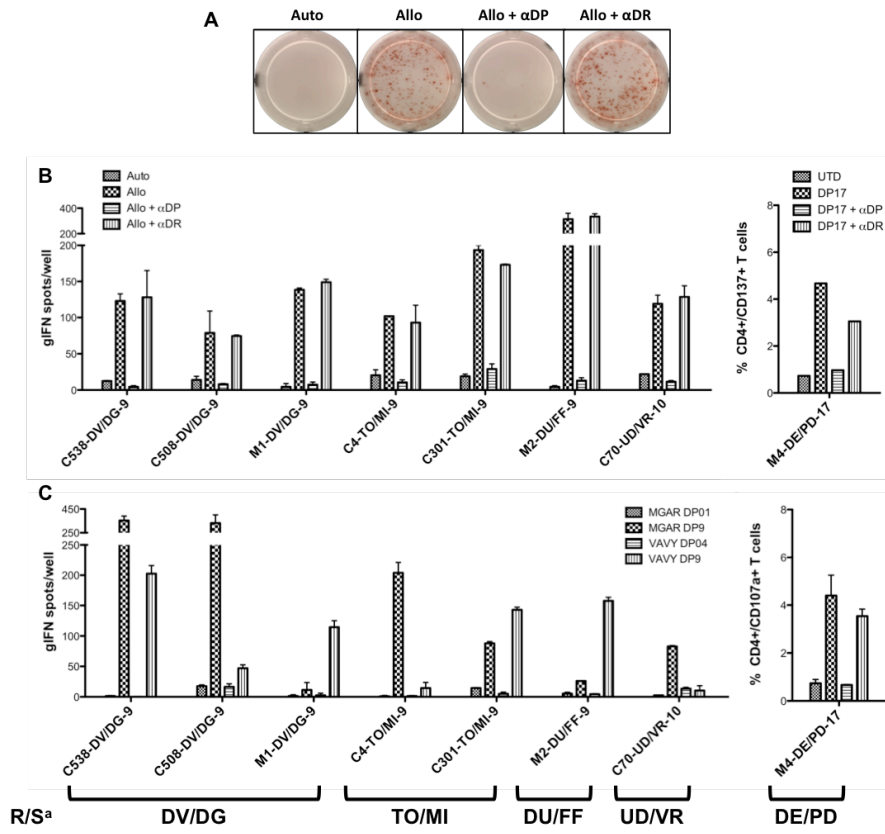 A
Auto Allo Allo + αDP Allo + αDR
B
Auto
Allo
Allo + αDP
Allo + αDR
gIFN spots/well
400
300
200
200
150
100
50
0
C538-DV/DG-9 C508-DV/DG-9 M1-DV/DG-9 C4-TO/MI-9 C301-TO/MI-9 M2-DU/FF-9 C70-UD/VR-10
UTD
DP17
DP17 + αDP
DP17 + αDR
% CD4+/CD137+ T cells
8
6
4
2
0
M4-DE/PD-17
C
MGAR DP01
MGAR DP9
VAVY DP04
VAVY DP9
gIFN spots/well
450
250
250
200
150
100
50
0
C538-DV/DG-9 C508-DV/DG-9 M1-DV/DG-9 C4-TO/MI-9 C301-TO/MI-9 M2-DU/FF-9 C70-UD/VR-10
% CD4+/CD107a+ T cells
8
6
4
2
0
M4-DE/PD-17
R/Sᵃ DV/DG TO/MI DU/FF UD/VR DE/PD